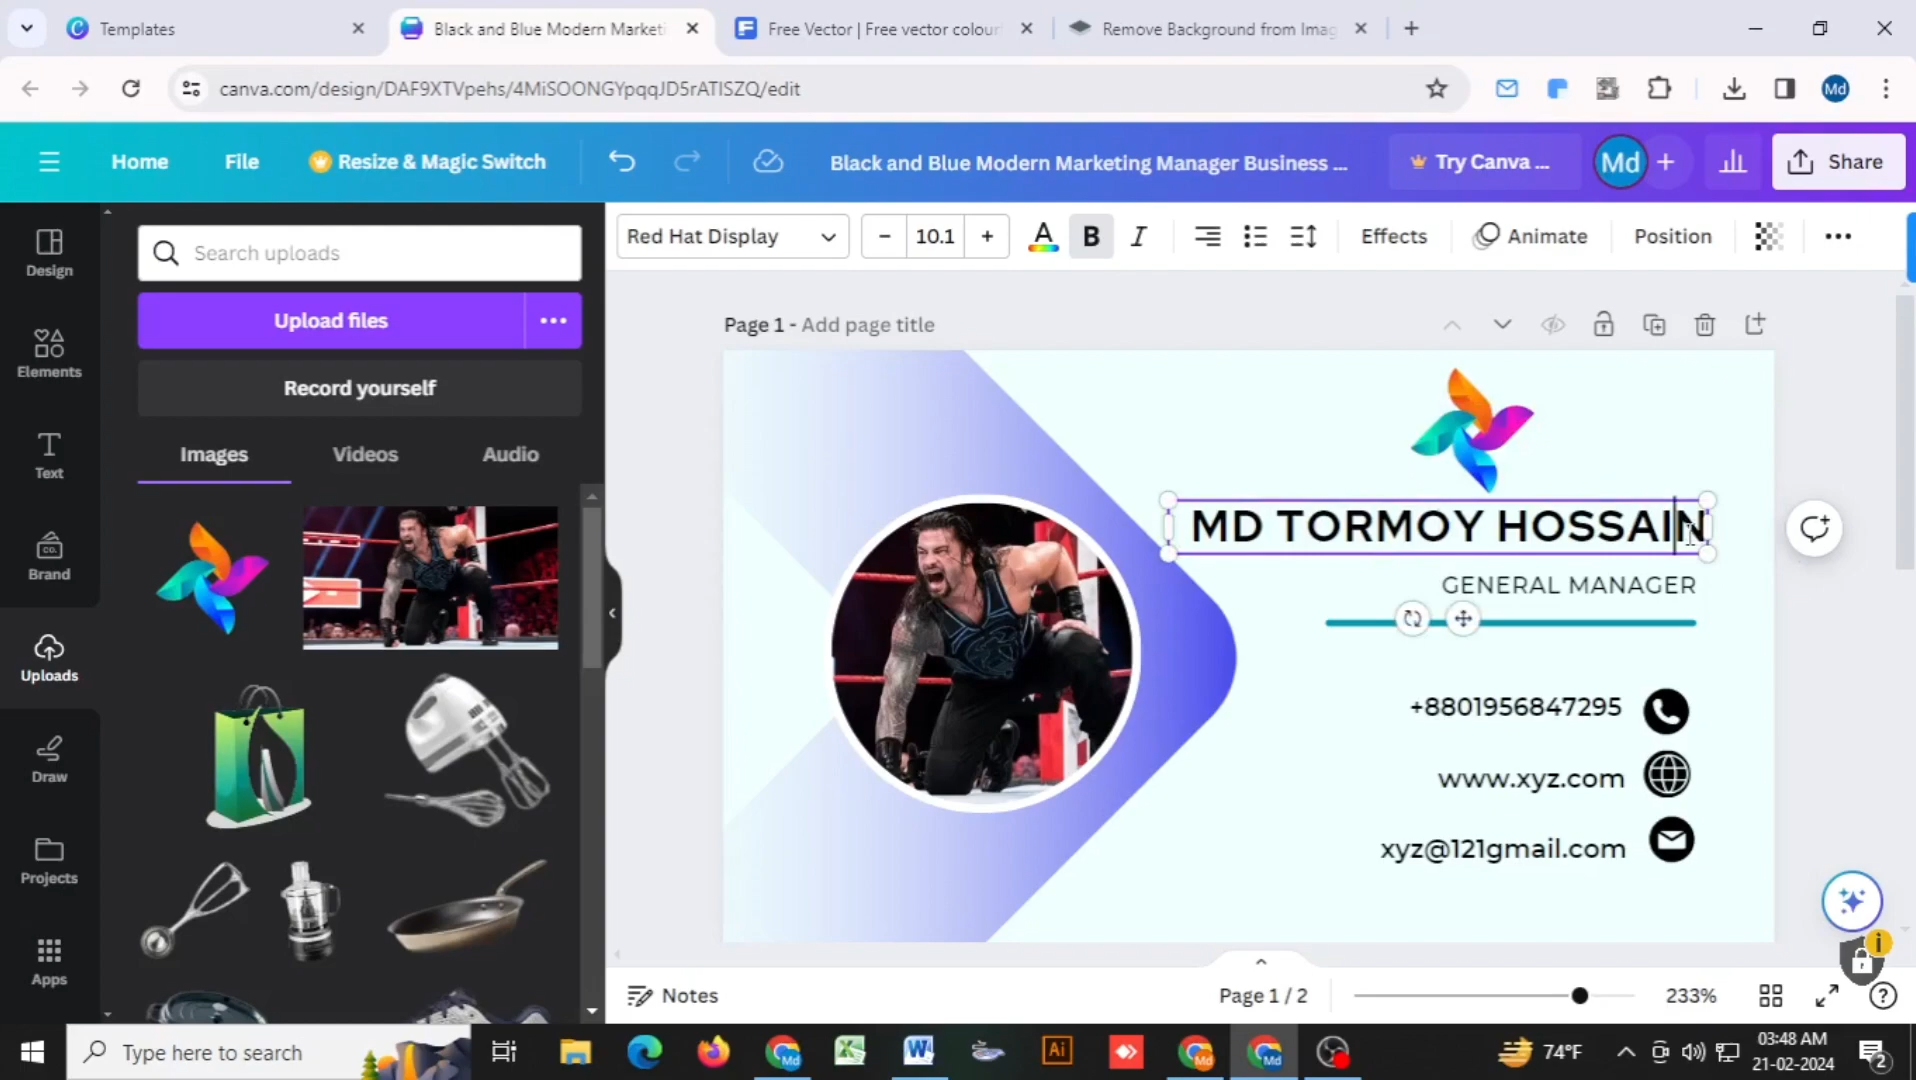 Templates
Black and Blue Modern Marketi
Free Vector | Free vector colour
Remove Background from Imag
canva.com/design/DAF9XTVpehs/4MiSOONGYpqqJD5rATISZQ/edit
Md
Home
File
Resize & Magic Switch
Black and Blue Modern Marketing Manager Business ...
Try Canva ...
Md
Share
Design
Elements
Text
Brand
Uploads
Draw
Projects
Apps
Search uploads
Upload files
Record yourself
Images
Videos
Audio
Red Hat Display
10.1
A
B
I
Effects
Animate
Position
Page 1 - Add page title
MD TORMOY HOSSAIN
GENERAL MANAGER
+8801956847295
www.xyz.com
xyz@121gmail.com
Notes
Page 1 / 2
233%
Type here to search
74°F
03:48 AM
21-02-2024
2